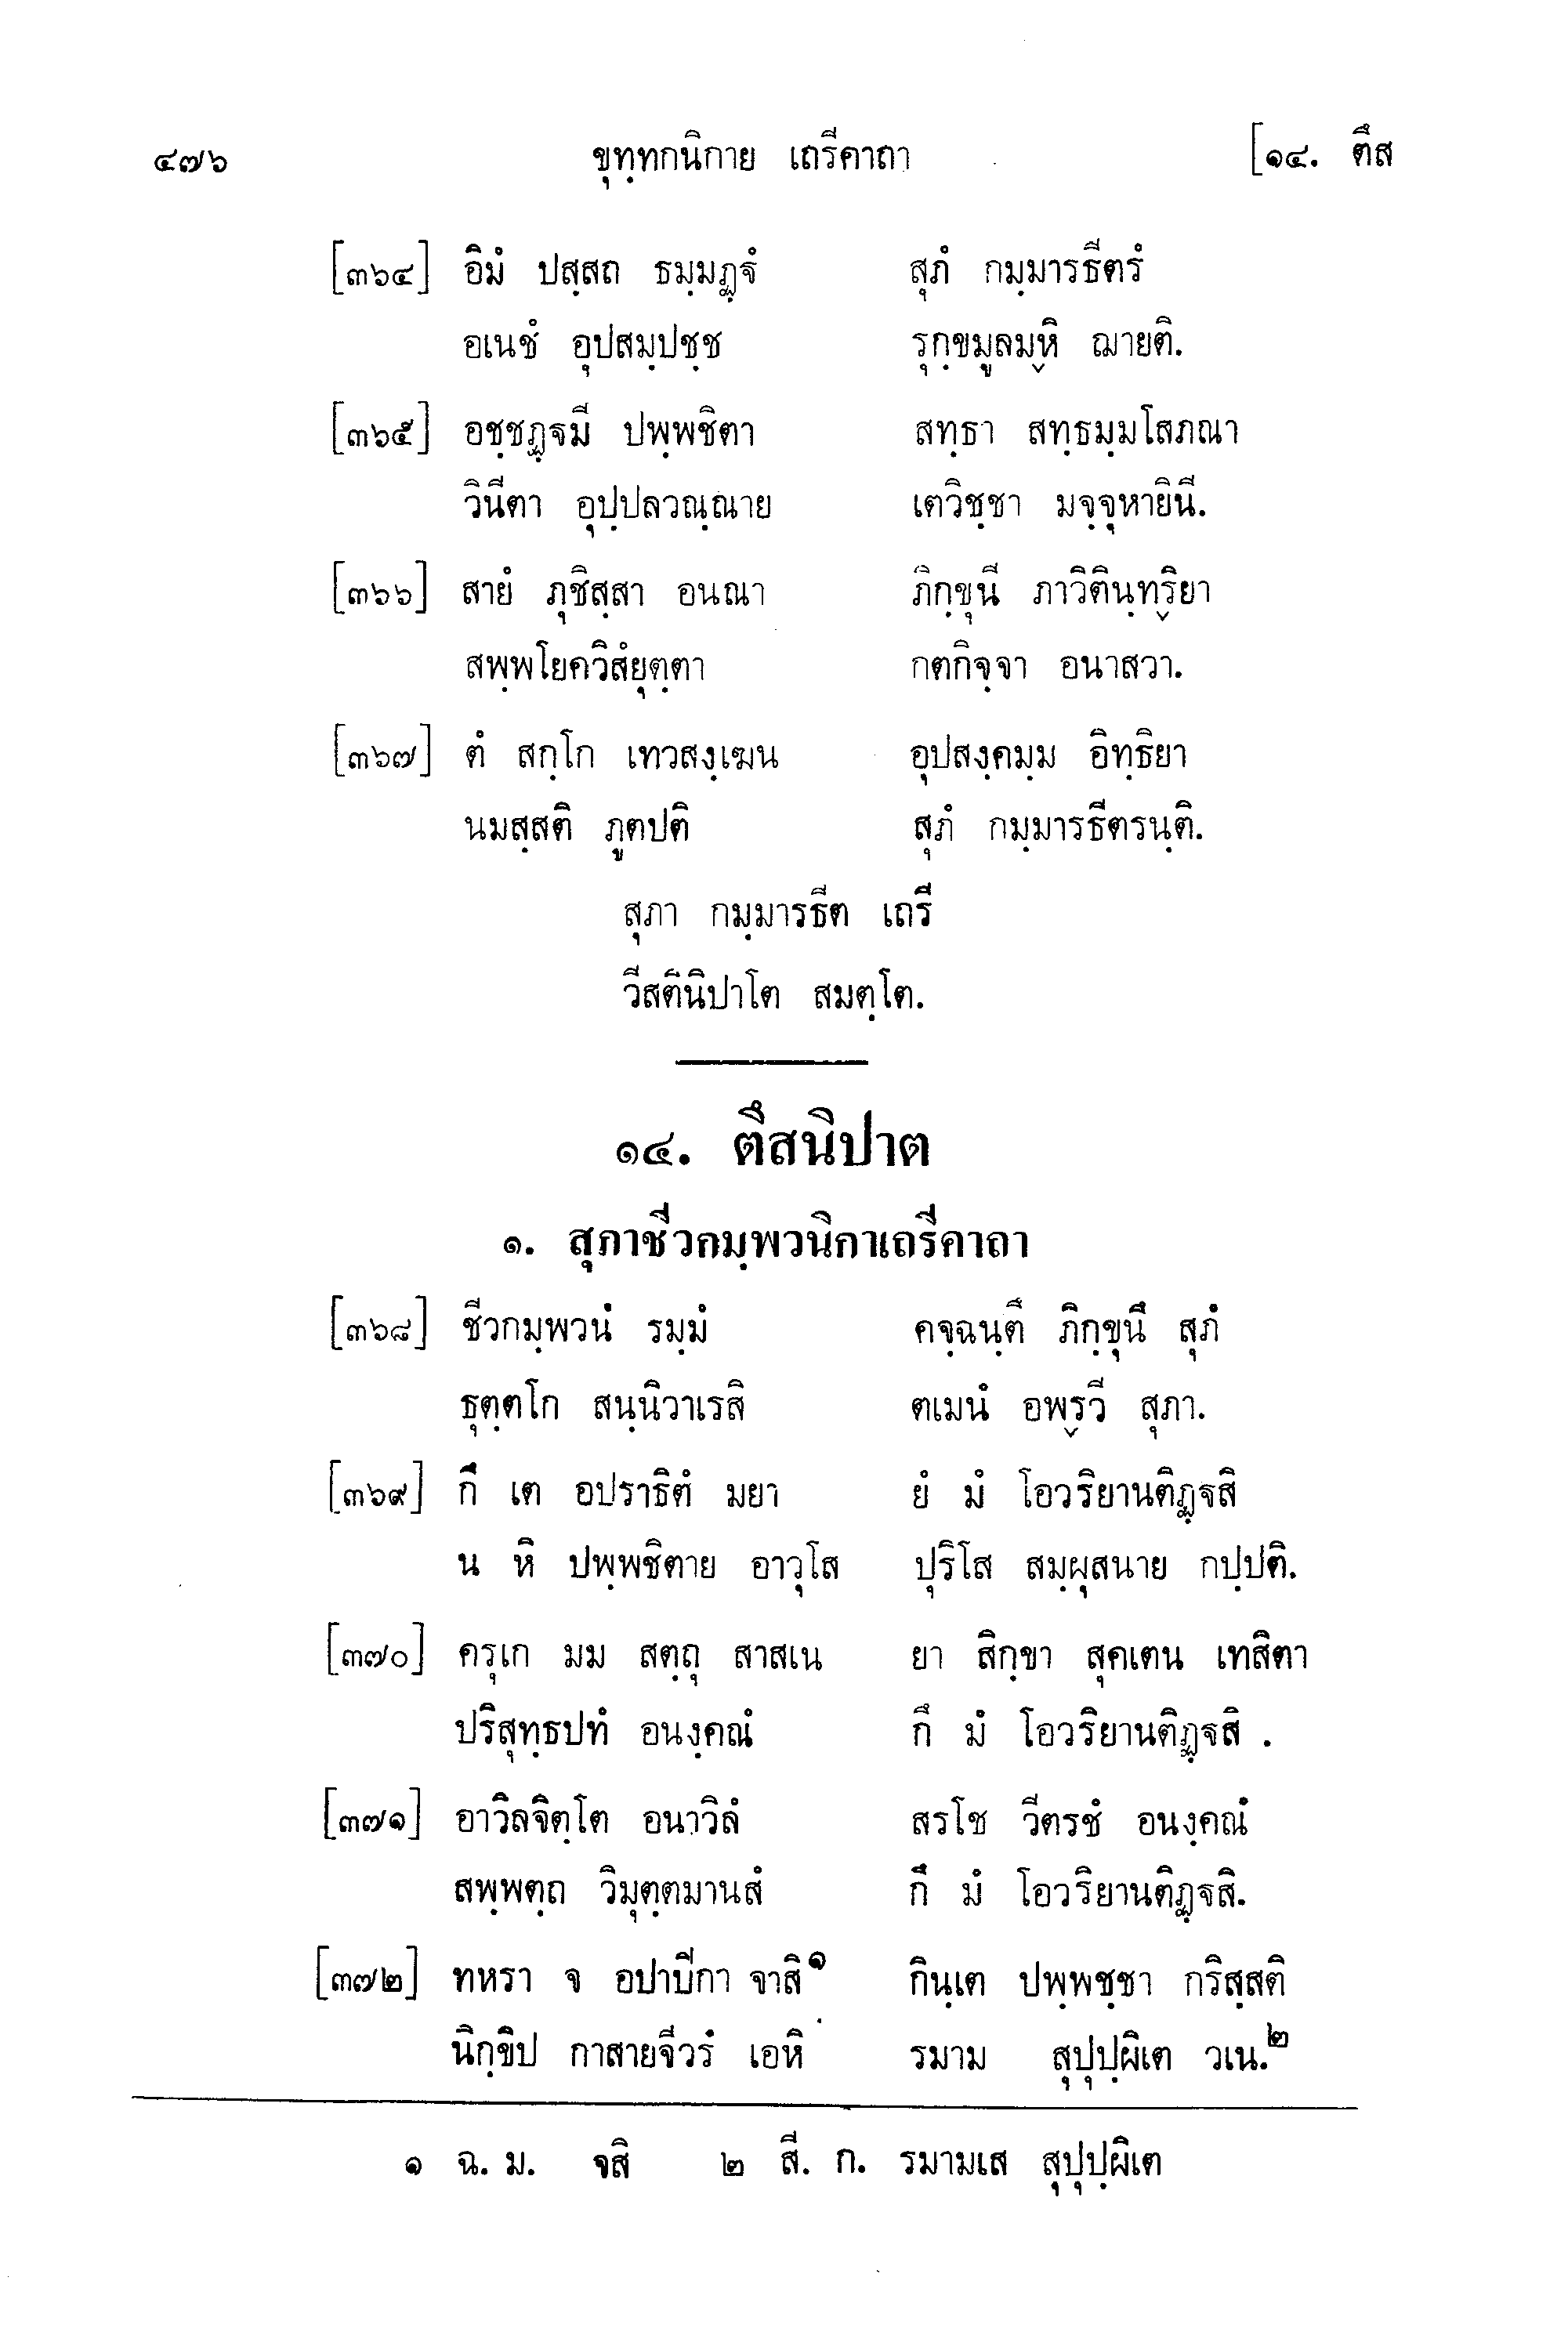 ๔๗๖ ขุทฺทกนิกาย เถรีคาถา [๑๔. ตึส
[๓๖๔] อิมํ ปสฺสถ ธมฺมฏฺฐํ สุภํ กมฺมารธีตรํ
อเนชํ อุปสมฺปชฺช รุกฺขมูลมฺหิ ฌายติ.
[๓๖๕] อชฺชฏฺฐมี ปพฺพชิตา สทฺธา สทฺธมฺมโสภณา
วินีตา อุปฺปลวณฺณาย เตวิชฺชา มจฺจุหายินี.
[๓๖๖] สายํ ภุชิสฺสา อนณา ภิกฺขุนี ภาวิตินฺทฺริยา
สพฺพโยควิสํยุตฺตา กตกิจฺจา อนาสวา.
[๓๖๗] ตํ สกฺโก เทวสงฺเฆน อุปสงฺคมฺม อิทฺธิยา
นมสฺสติ ภูตปติ สุภํ กมฺมารธีตรนฺติ.
สุภา กมฺมารธีต เถรี
วีสตินิปาโต สมตฺโต.
๑๔. ตึสนิปาต
๑. สุภาชีวกมฺพวนิกาเถรีคาถา
[๓๖๘] ชีวกมฺพวนํ รมฺมํ คจฺฉนฺตึ ภิกฺขุนึ สุภํ
ธุตฺตโก สนฺนิวาเรสิ ตเมนํ อพฺรวี สุภา.
[๓๖๙] กึ เต อปราธิตํ มยา ยํ มํ โอวริยานติฏฺฐสิ
น หิ ปพฺพชิตาย อาวุโส ปุริโส สมฺผุสนาย กปฺปติ.
[๓๗๐] ครุเก มม สตฺถุ สาสเน ยา สิกฺขา สุคเตน เทสิตา
ปริสุทฺธปทํ อนงฺคณํ กึ มํ โอวริยานติฏฺฐสิ .
[๓๗๑] อาวิลจิตฺโต อนาวิลํ สรโช วีตรชํ อนงฺคณํ
สพฺพตฺถ วิมุตฺตมานสํ กึ มํ โอวริยานติฏฺฐสิ.
[๓๗๒] ทหรา จ อปาปิกา จาสิ๑ กินฺเต ปพฺพชฺชา กริสฺสติ
นิกฺขิป กาสายจีวรํ เอหิ รมาม สุปุปฺผิเต วเน.๒
๑ ฉ. ม. จสิ ๒ สี. ก. รมามเส สุปุปฺผิเต